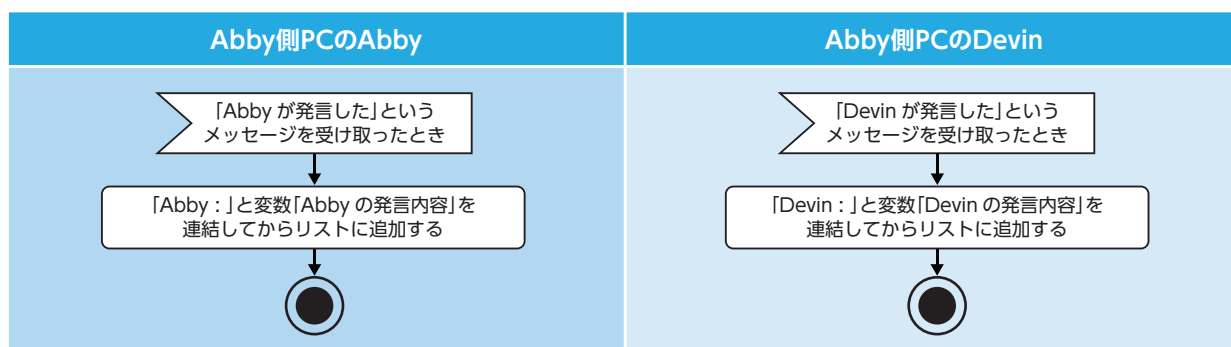 Abby側PCのAbby
Abby側PCのDevin
「Abby が発言した」という
メッセージを受け取ったとき
「Devin が発言した」という
メッセージを受け取ったとき
「Abby：」と変数「Abby の発言内容」を
連結してからリストに追加する
「Devin：」と変数「Devin の発言内容」を
連結してからリストに追加する